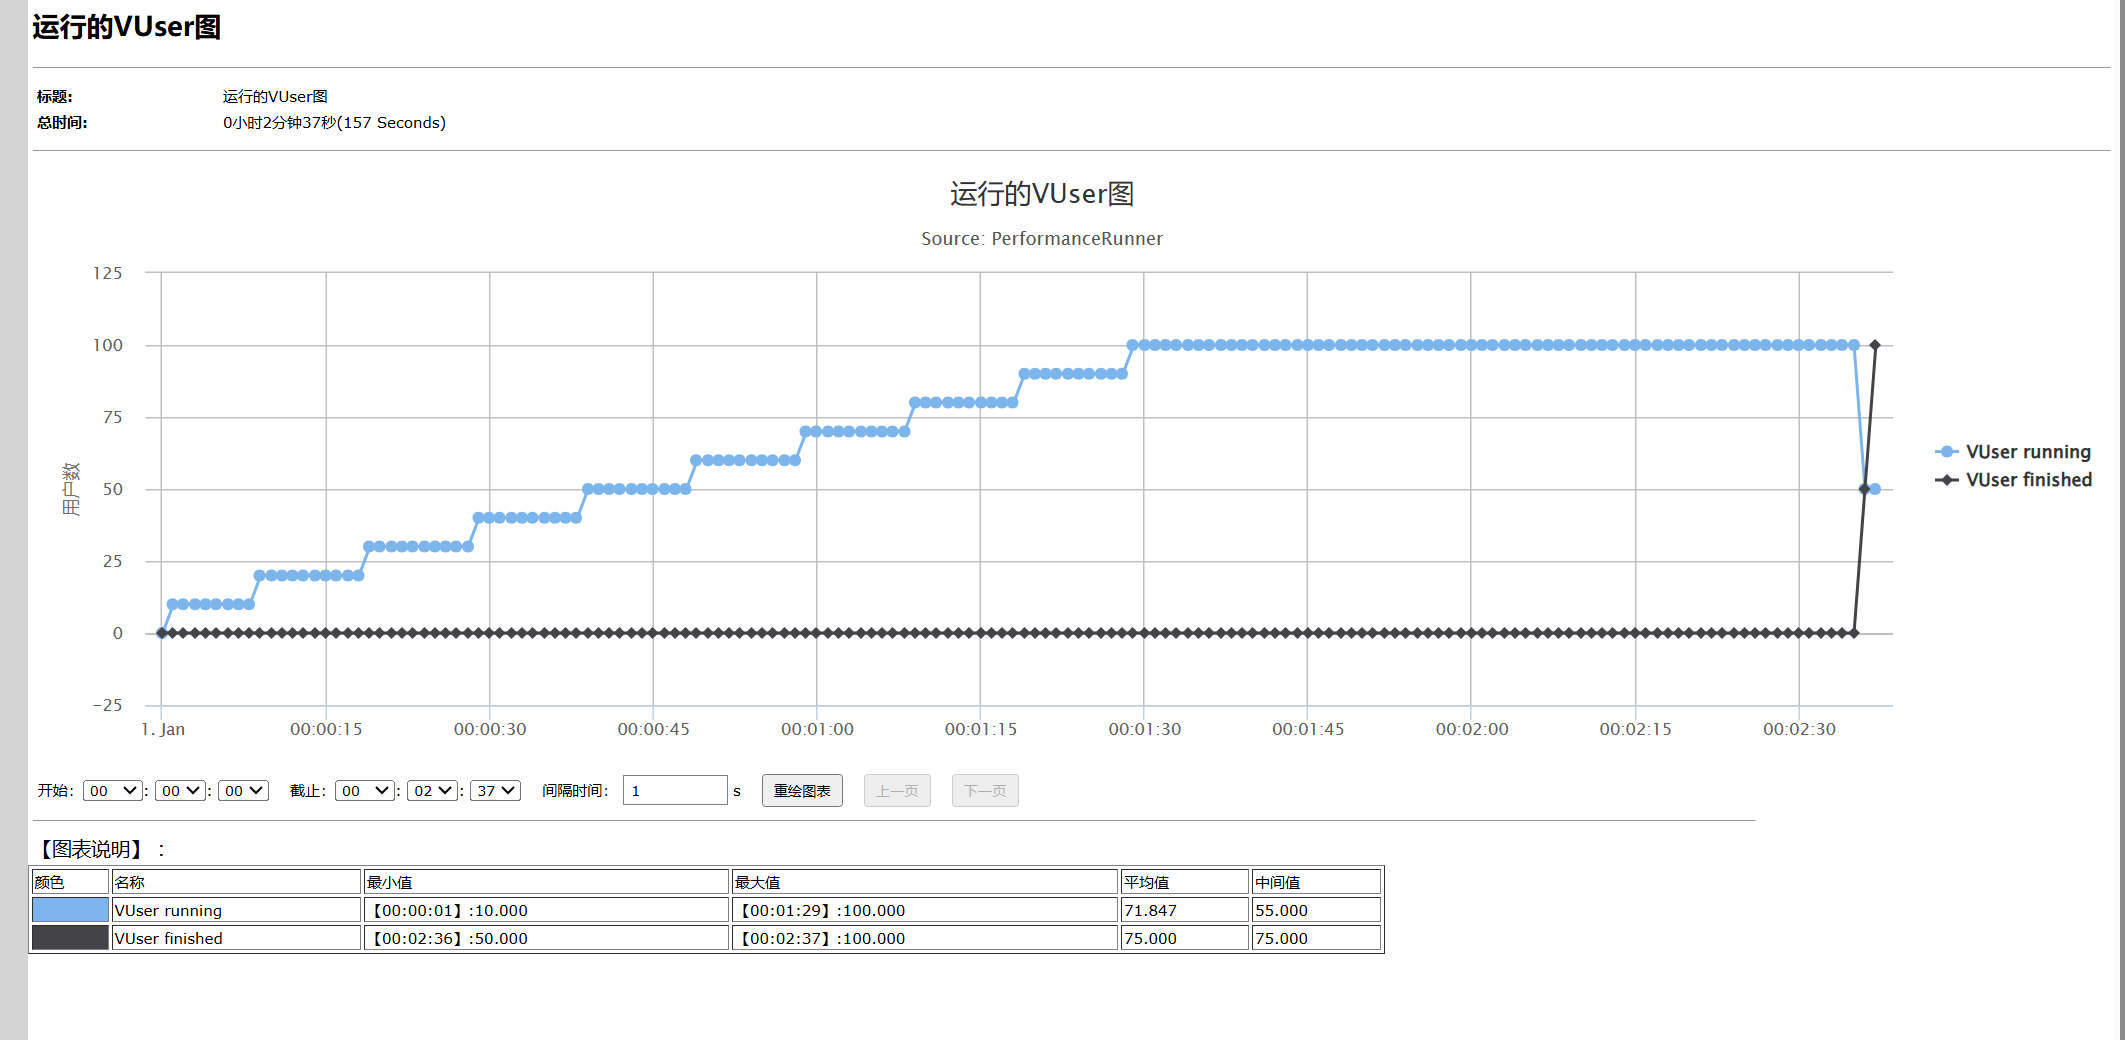 运行的VUser图
标题: 运行的VUser图
总时间: 0小时2分钟37秒(157 Seconds)
运行的VUser图
Source: PerformanceRunner
125
100
75
50
25
0
-25
用户数
1. Jan 00:00:15 00:00:30 00:00:45 00:01:00 00:01:15 00:01:30 00:01:45 00:02:00 00:02:15 00:02:30
VUser running
VUser finished
开始: 00 : 00 : 00 截止: 00 : 02 : 37 间隔时间: 1 s 重绘图表 上一页 下一页
【图表说明】 :
颜色 名称 最小值 最大值 平均值 中间值
VUser running 【00:00:01】:10.000 【00:01:29】:100.000 71.847 55.000
VUser finished 【00:02:36】:50.000 【00:02:37】:100.000 75.000 75.000